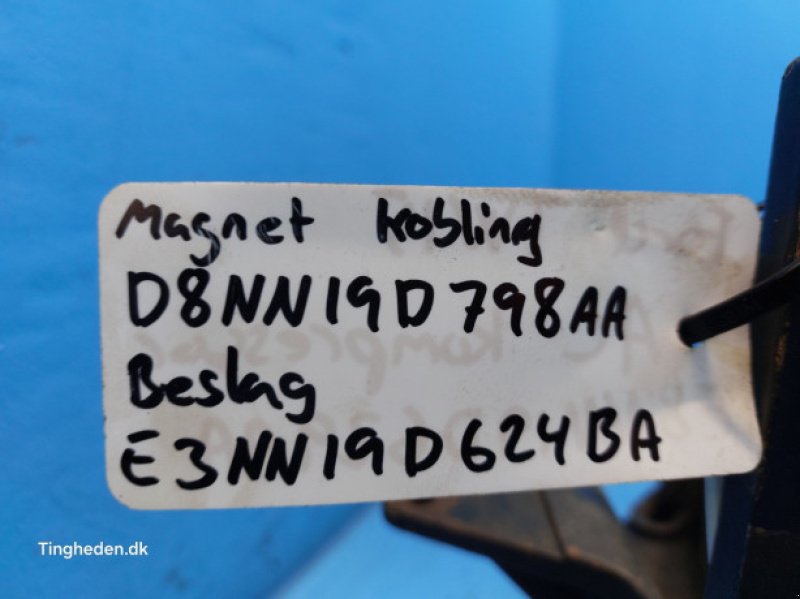 Magnet kobling
D8NN19D798AA
Beslag
E3NN19D624BA
Tingheden.dk